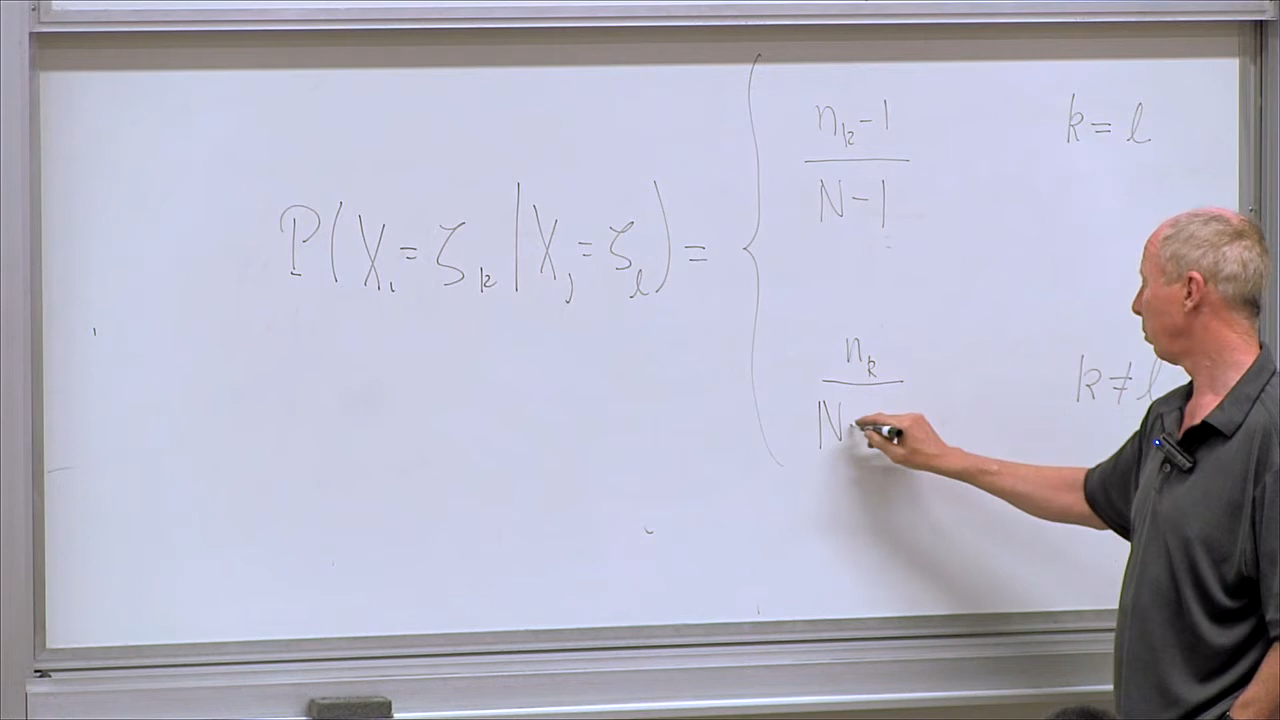 P(X_i = ζ_k | X_j = ζ_l) = { (n_k - 1)/(N - 1)    k = l
n_k/(N -    k ≠ l